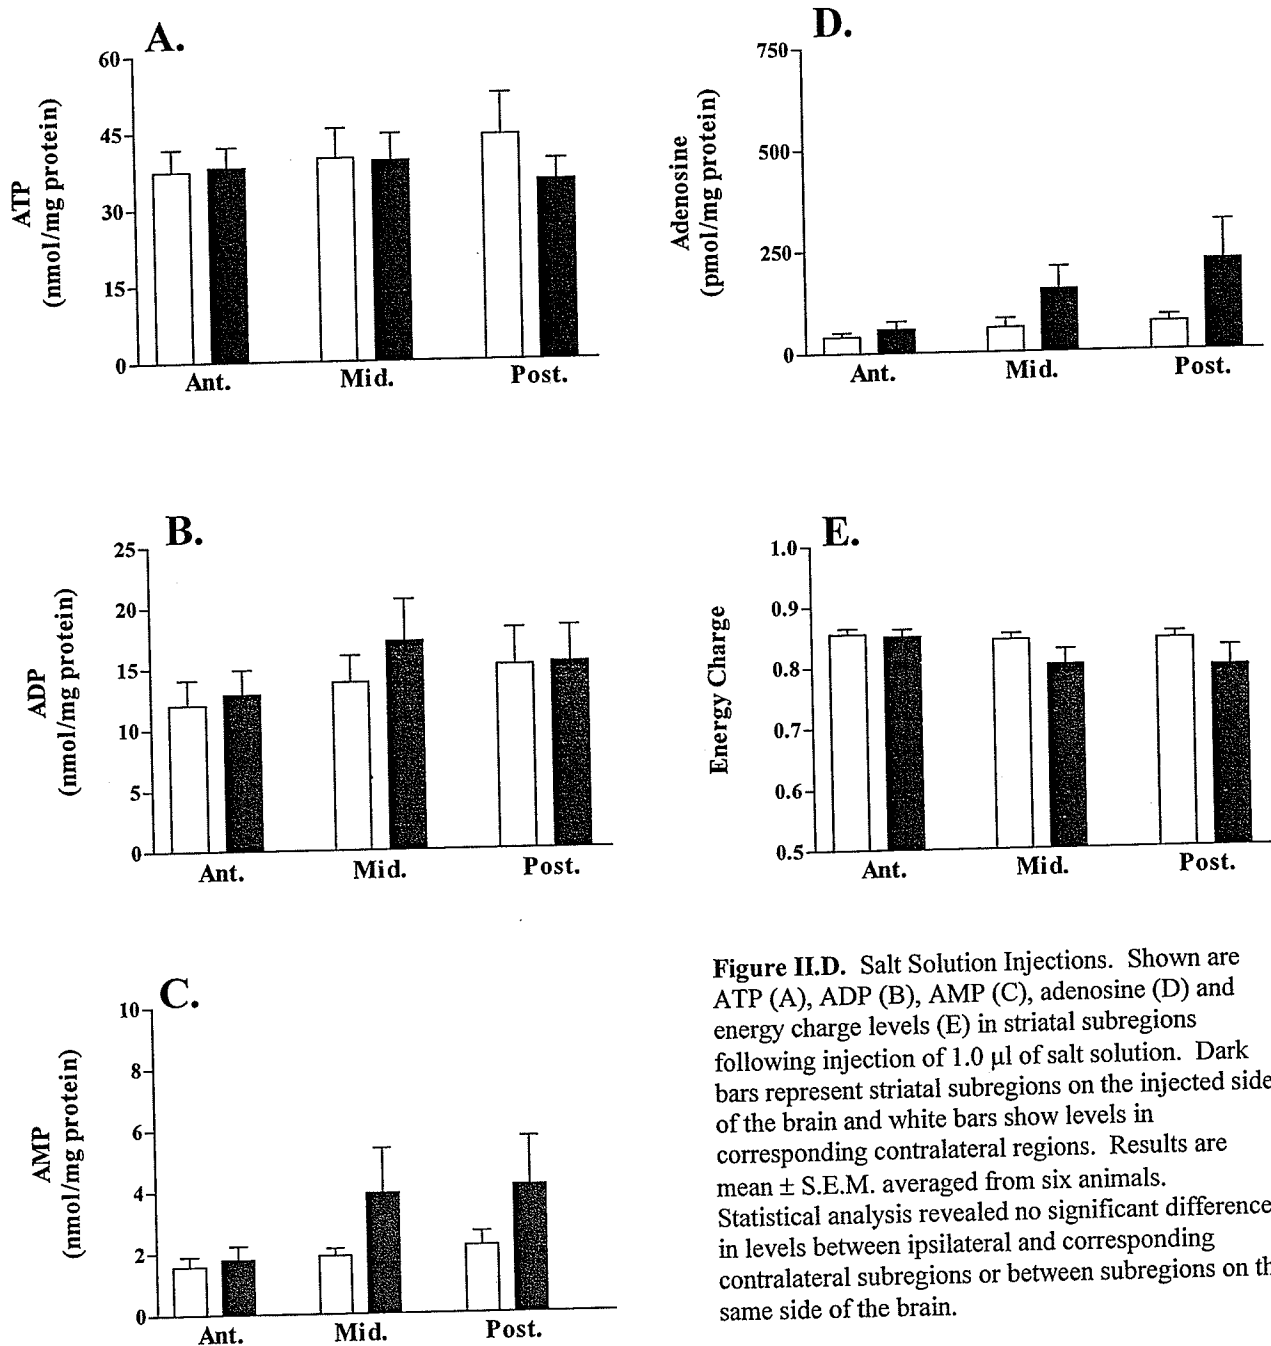 A.
60
45
30
15
0
ATP
(nmol/mg protein)
Ant.
Mid.
Post.
D.
750
500
250
0
Adenosine
(pmol/mg protein)
Ant.
Mid.
Post.
B.
25
20
15
10
5
0
ADP
(nmol/mg protein)
Ant.
Mid.
Post.
E.
1.0
0.9
0.8
0.7
0.6
0.5
Energy Charge
Ant.
Mid.
Post.
C.
10
8
6
4
2
0
AMP
(nmol/mg protein)
Ant.
Mid.
Post.
Figure II.D. Salt Solution Injections. Shown are
ATP (A), ADP (B), AMP (C), adenosine (D) and
energy charge levels (E) in striatal subregions
following injection of 1.0 µl of salt solution. Dark
bars represent striatal subregions on the injected side
of the brain and white bars show levels in
corresponding contralateral regions. Results are
mean ± S.E.M. averaged from six animals.
Statistical analysis revealed no significant difference
in levels between ipsilateral and corresponding
contralateral subregions or between subregions on th
same side of the brain.